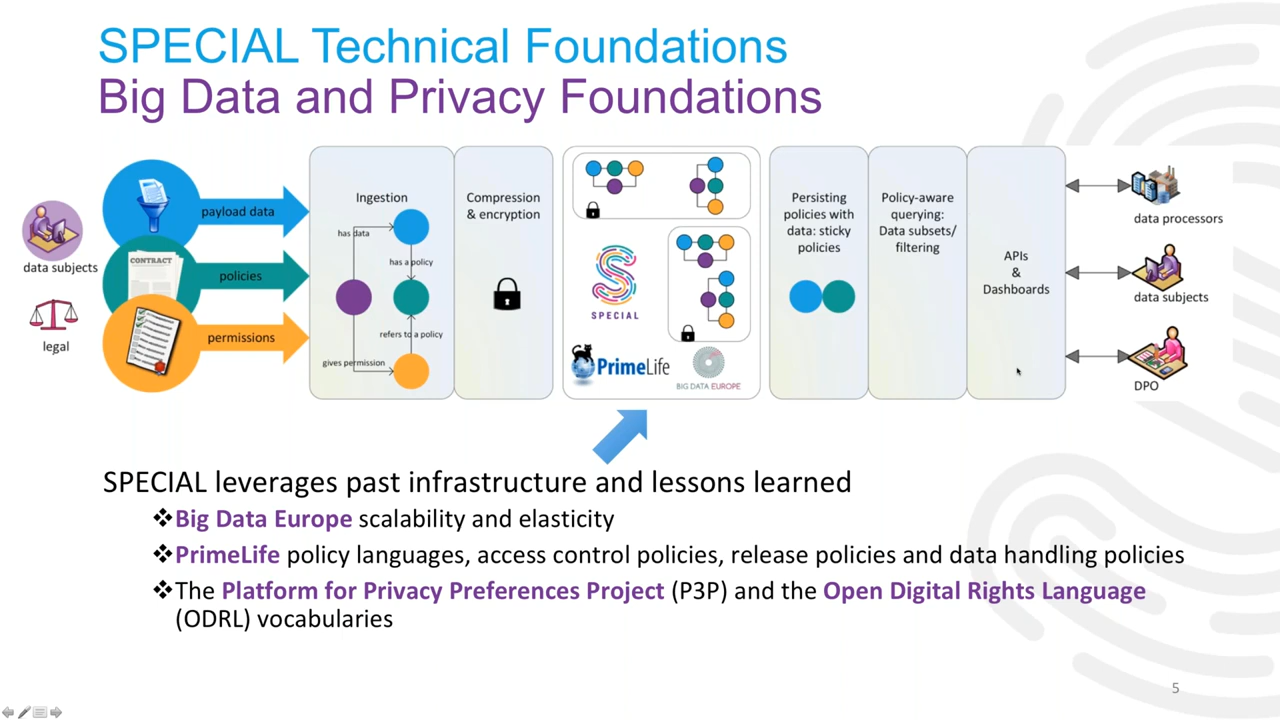 SPECIAL Technical Foundations
Big Data and Privacy Foundations
data subjects
legal
CONTRACT
payload data
policies
permissions
Ingestion
has data
has a policy
refers to a policy
gives permission
Compression
& encryption
SPECIAL
PrimeLife
BIG DATA EUROPE
Persisting
policies with
data: sticky
policies
Policy-aware
querying:
Data subsets/
filtering
APIs
&
Dashboards
data processors
data subjects
DPO
SPECIAL leverages past infrastructure and lessons learned
❖Big Data Europe scalability and elasticity
❖PrimeLife policy languages, access control policies, release policies and data handling policies
❖The Platform for Privacy Preferences Project (P3P) and the Open Digital Rights Language
(ODRL) vocabularies
5